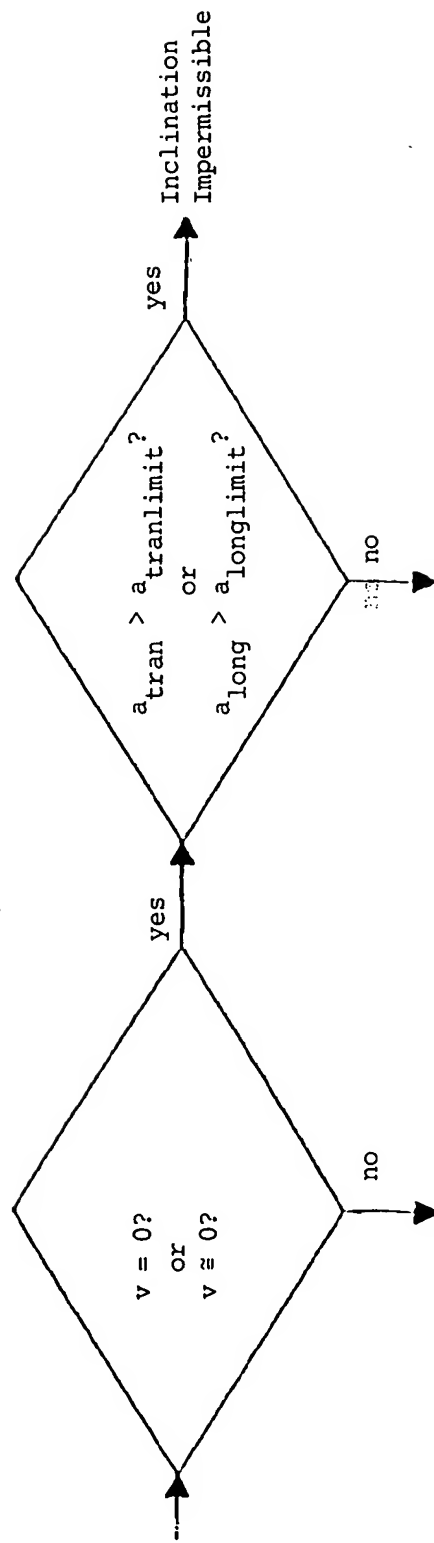 v = 0?
or
v ≅ 0?
yes
no
a_tran > a_tranlimit?
or
a_long > a_longlimit?
yes
no
Inclination
Impermissible